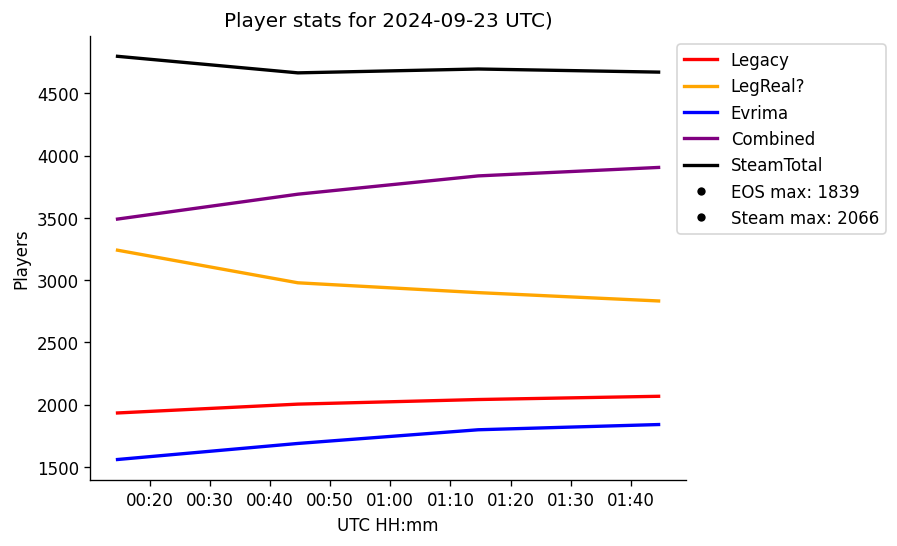 Player stats for 2024-09-23 UTC)
Players
4500
4000
3500
3000
2500
2000
1500
00:20 00:30 00:40 00:50 01:00 01:10 01:20 01:30 01:40
UTC HH:mm
Legacy
LegReal?
Evrima
Combined
SteamTotal
EOS max: 1839
Steam max: 2066